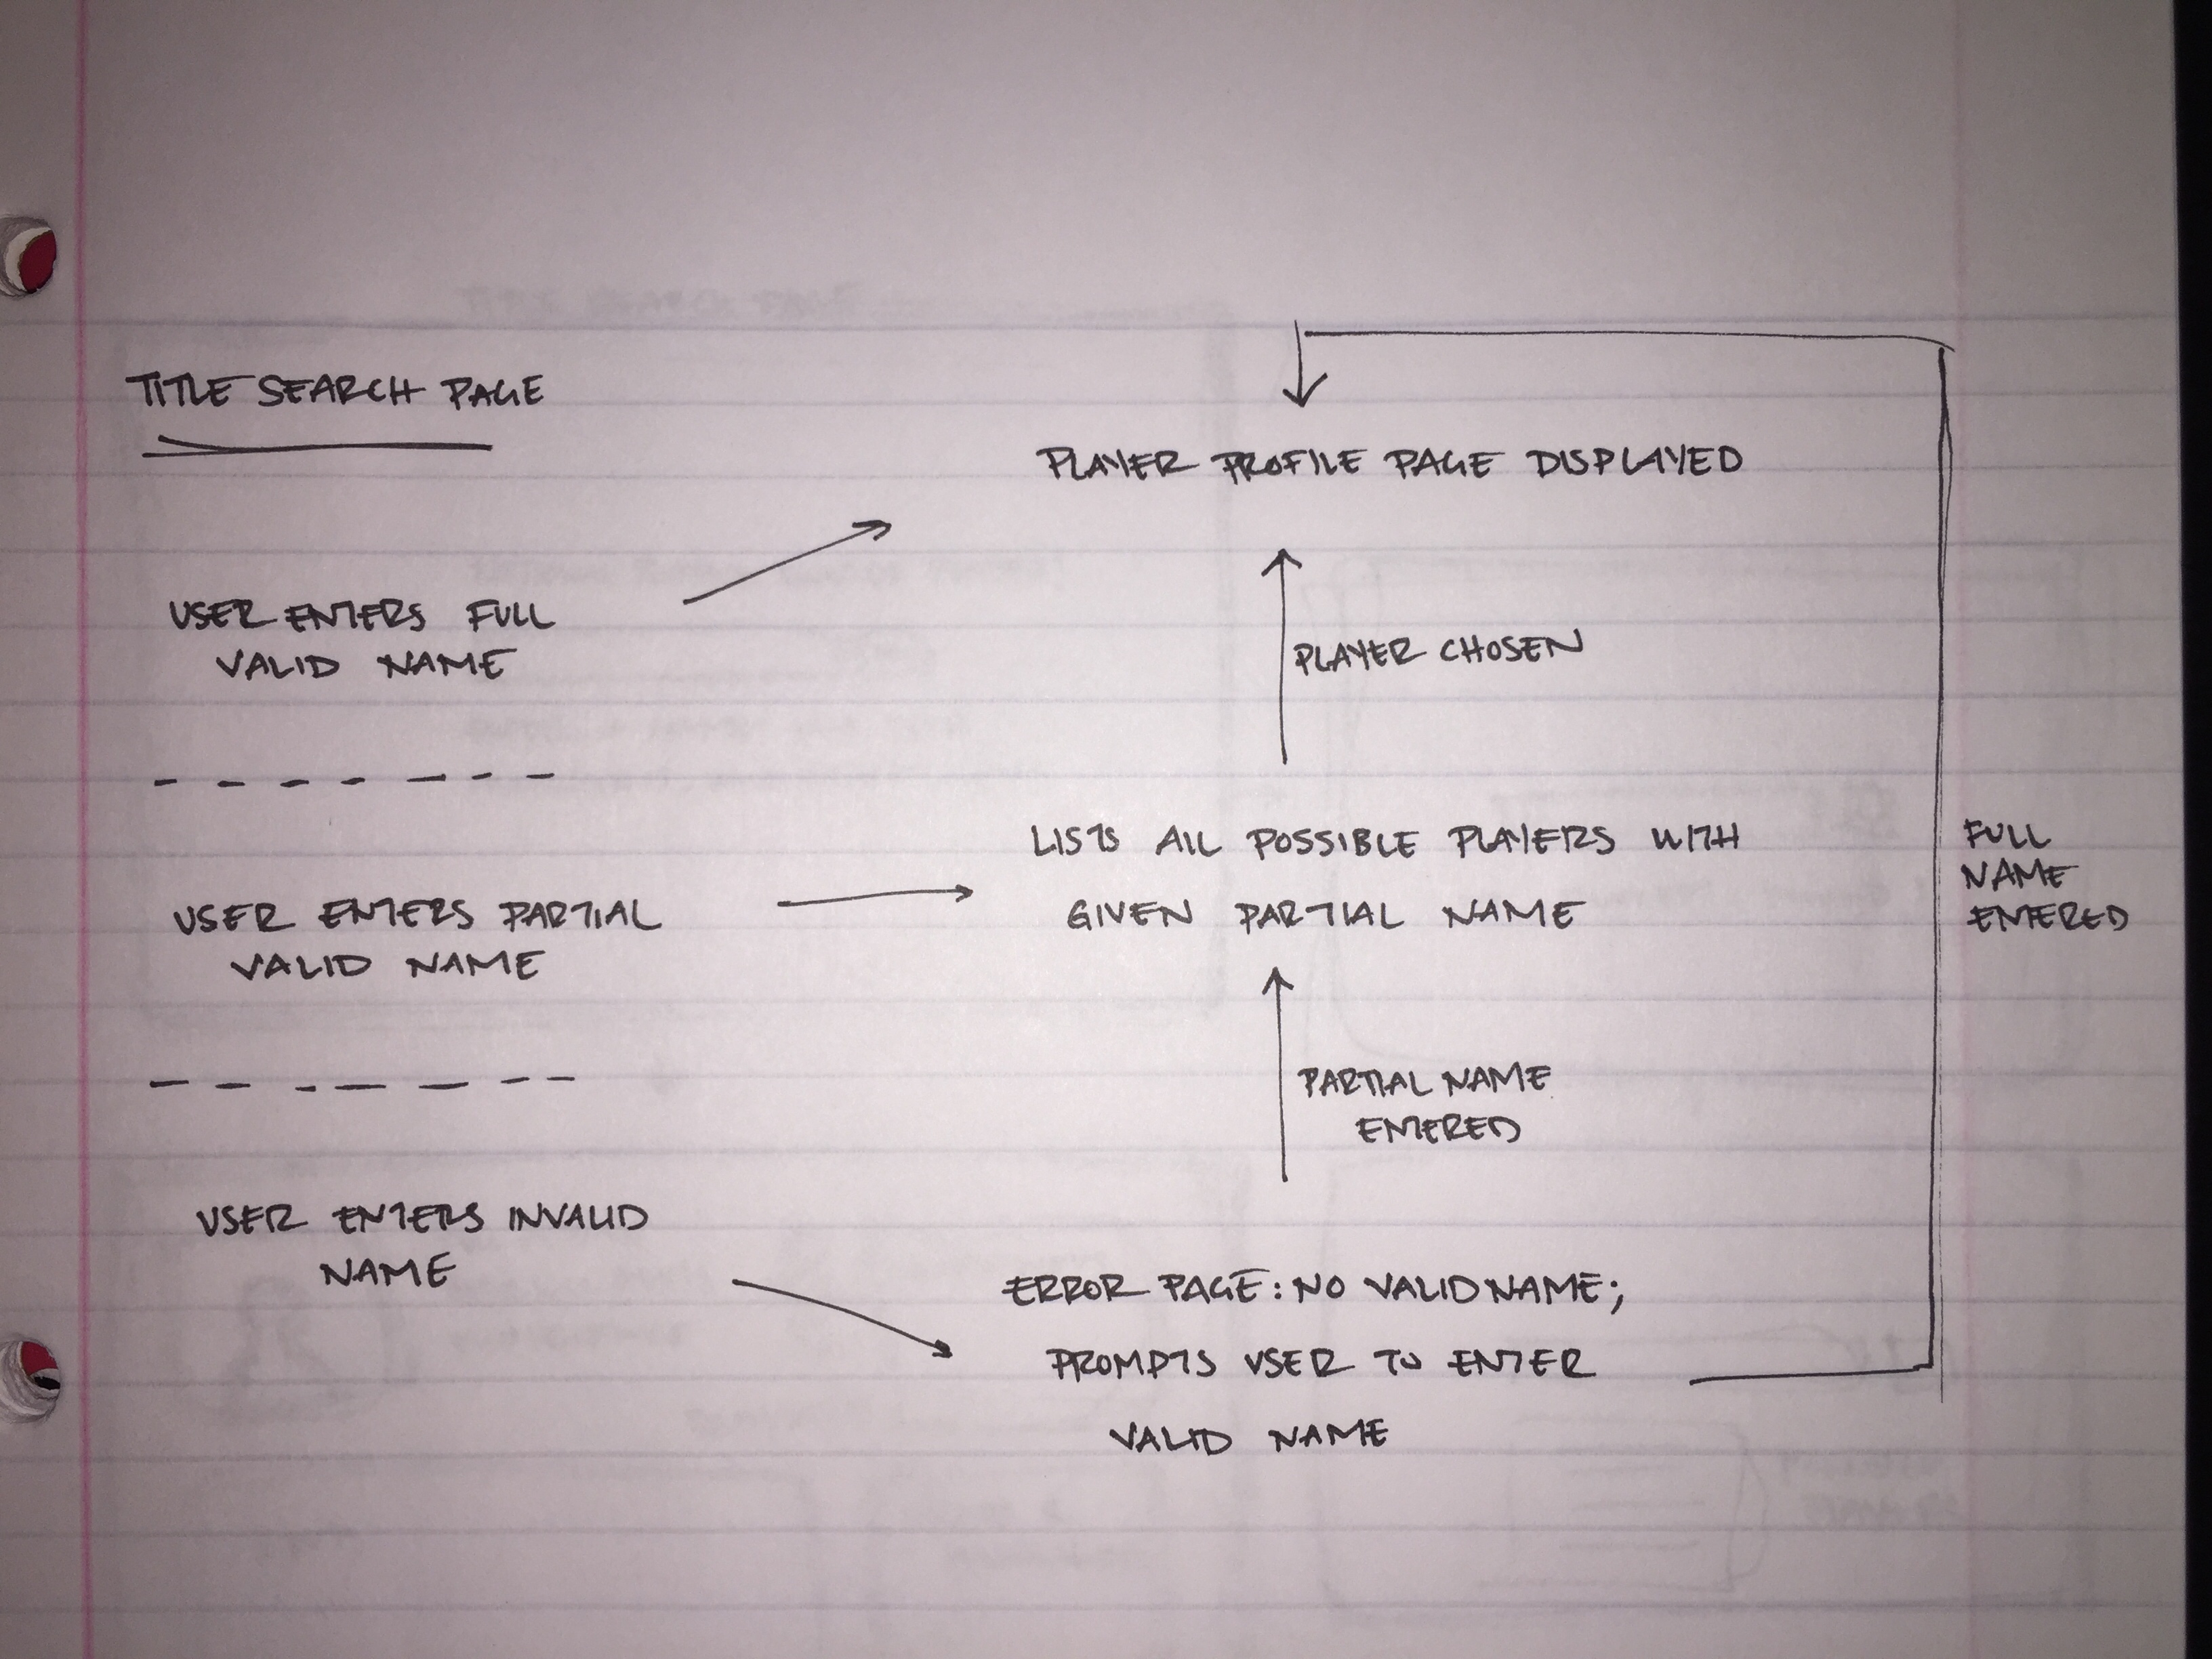 TITLE SEARCH PAGE
PLAYER PROFILE PAGE DISPLAYED
USER ENTERS FULL
VALID NAME
PLAYER CHOSEN
LISTS ALL POSSIBLE PLAYERS WITH
GIVEN PARTIAL NAME
USER ENTERS PARTIAL
VALID NAME
FULL
NAME
ENTERED
PARTIAL NAME
ENTERED
USER ENTERS INVALID
NAME
ERROR PAGE: NO VALID NAME;
PROMPTS USER TO ENTER
VALID NAME